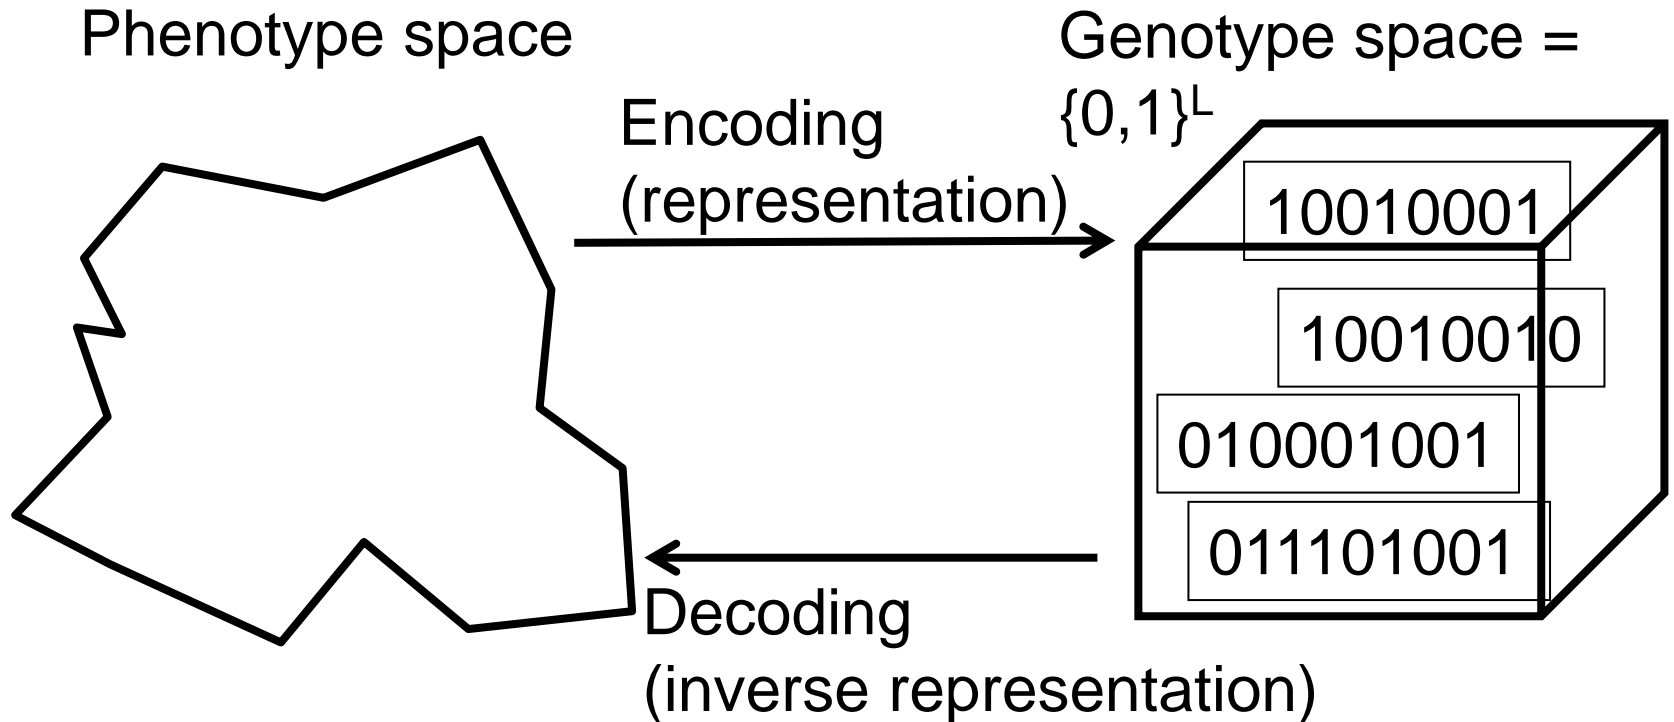 Phenotype space
Genotype space =
{0,1}ᴸ
Encoding
(representation)
10010001
10010010
010001001
011101001
Decoding
(inverse representation)